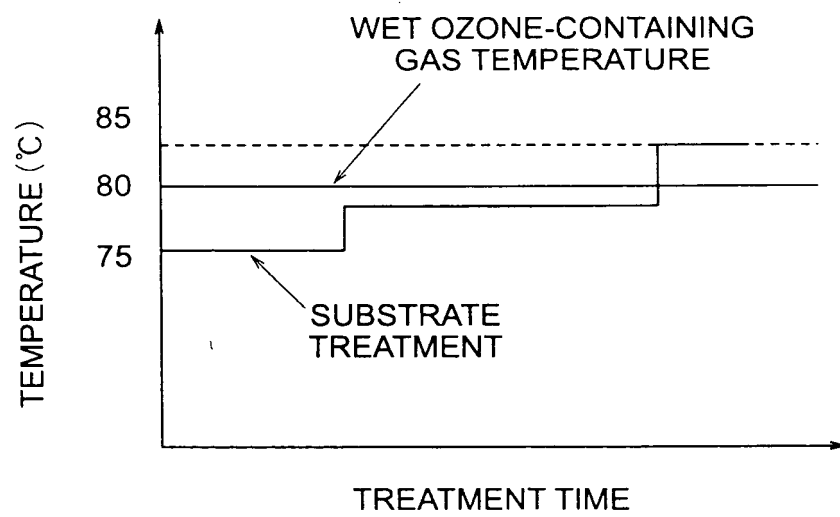 WET OZONE-CONTAINING
GAS TEMPERATURE
85
80
75
TEMPERATURE (℃)
SUBSTRATE
TREATMENT
TREATMENT TIME